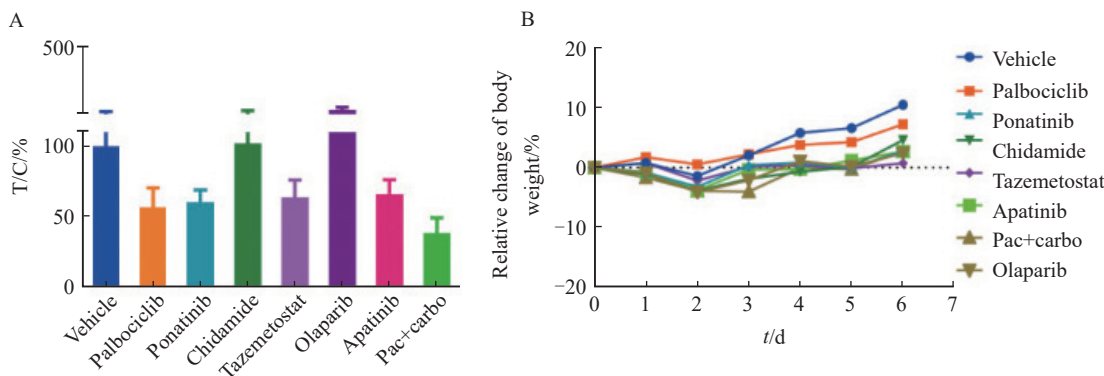 A
500
100
50
0
T/C/%
Vehicle
Palbociclib
Ponatinib
Chidamide
Tazemetostat
Olaparib
Apatinib
Pac+carbo
B
20
10
0
−10
−20
Relative change of body
weight/%
0 1 2 3 4 5 6 7
t/d
Vehicle
Palbociclib
Ponatinib
Chidamide
Tazemetostat
Apatinib
Pac+carbo
Olaparib